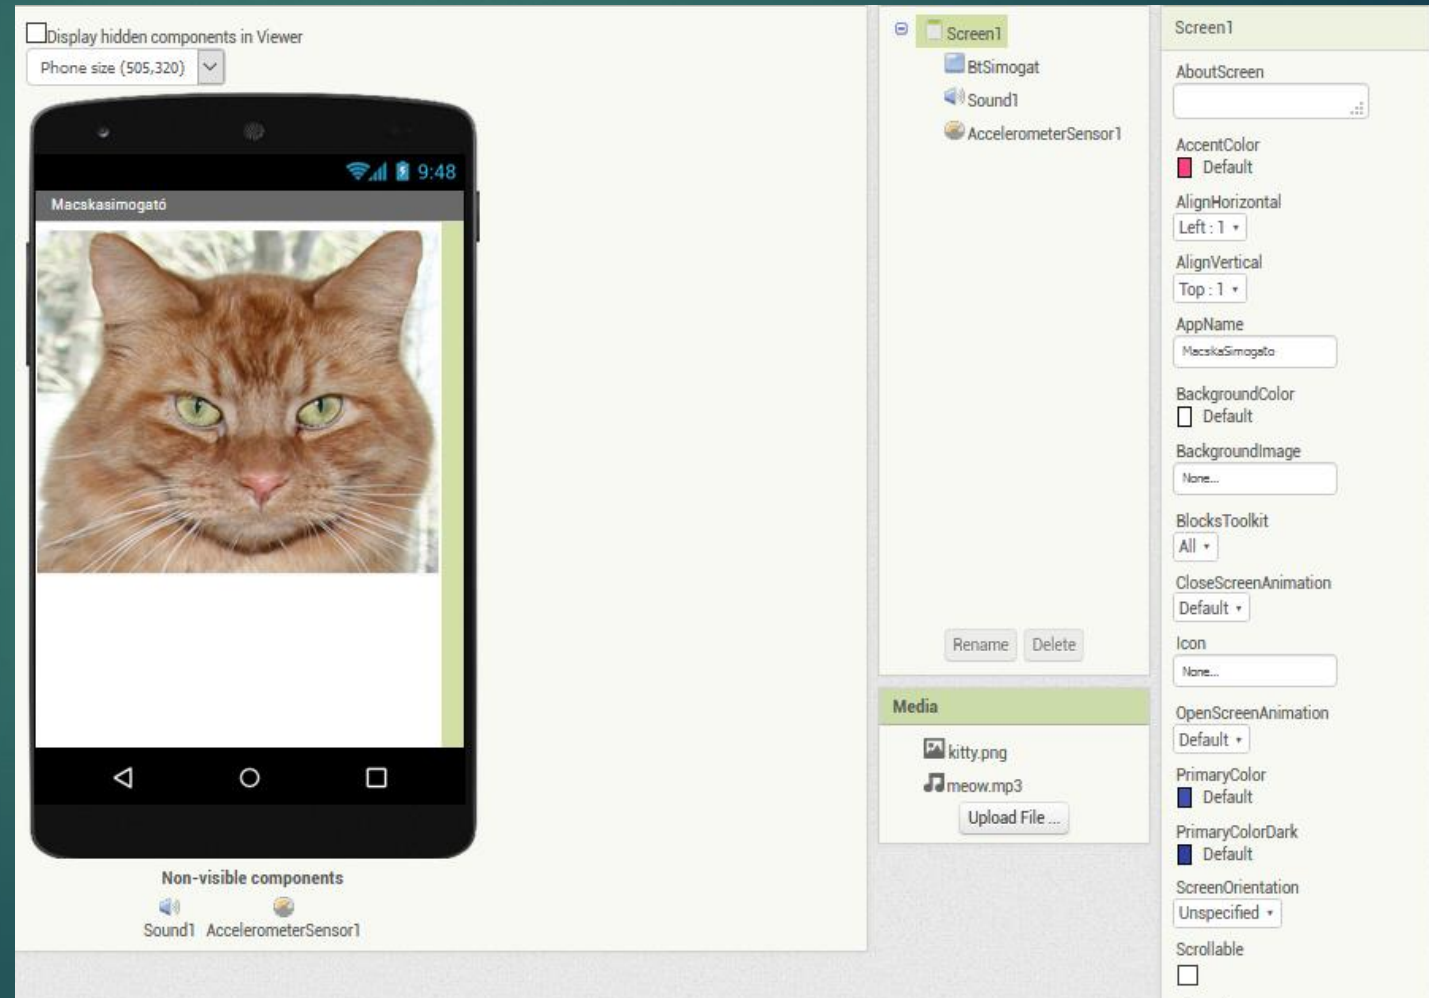 Display hidden components in Viewer
Phone size (505,320)
9:48
Macskasimogató
Non-visible components
Sound1 AccelerometerSensor1
Screen1
BtSimogat
Sound1
AccelerometerSensor1
Rename Delete
Media
kitty.png
meow.mp3
Upload File ...
Screen1
AboutScreen
AccentColor
Default
AlignHorizontal
Left : 1
AlignVertical
Top : 1
AppName
MacskaSimogato
BackgroundColor
Default
BackgroundImage
None...
BlocksToolkit
All
CloseScreenAnimation
Default
Icon
None...
OpenScreenAnimation
Default
PrimaryColor
Default
PrimaryColorDark
Default
ScreenOrientation
Unspecified
Scrollable